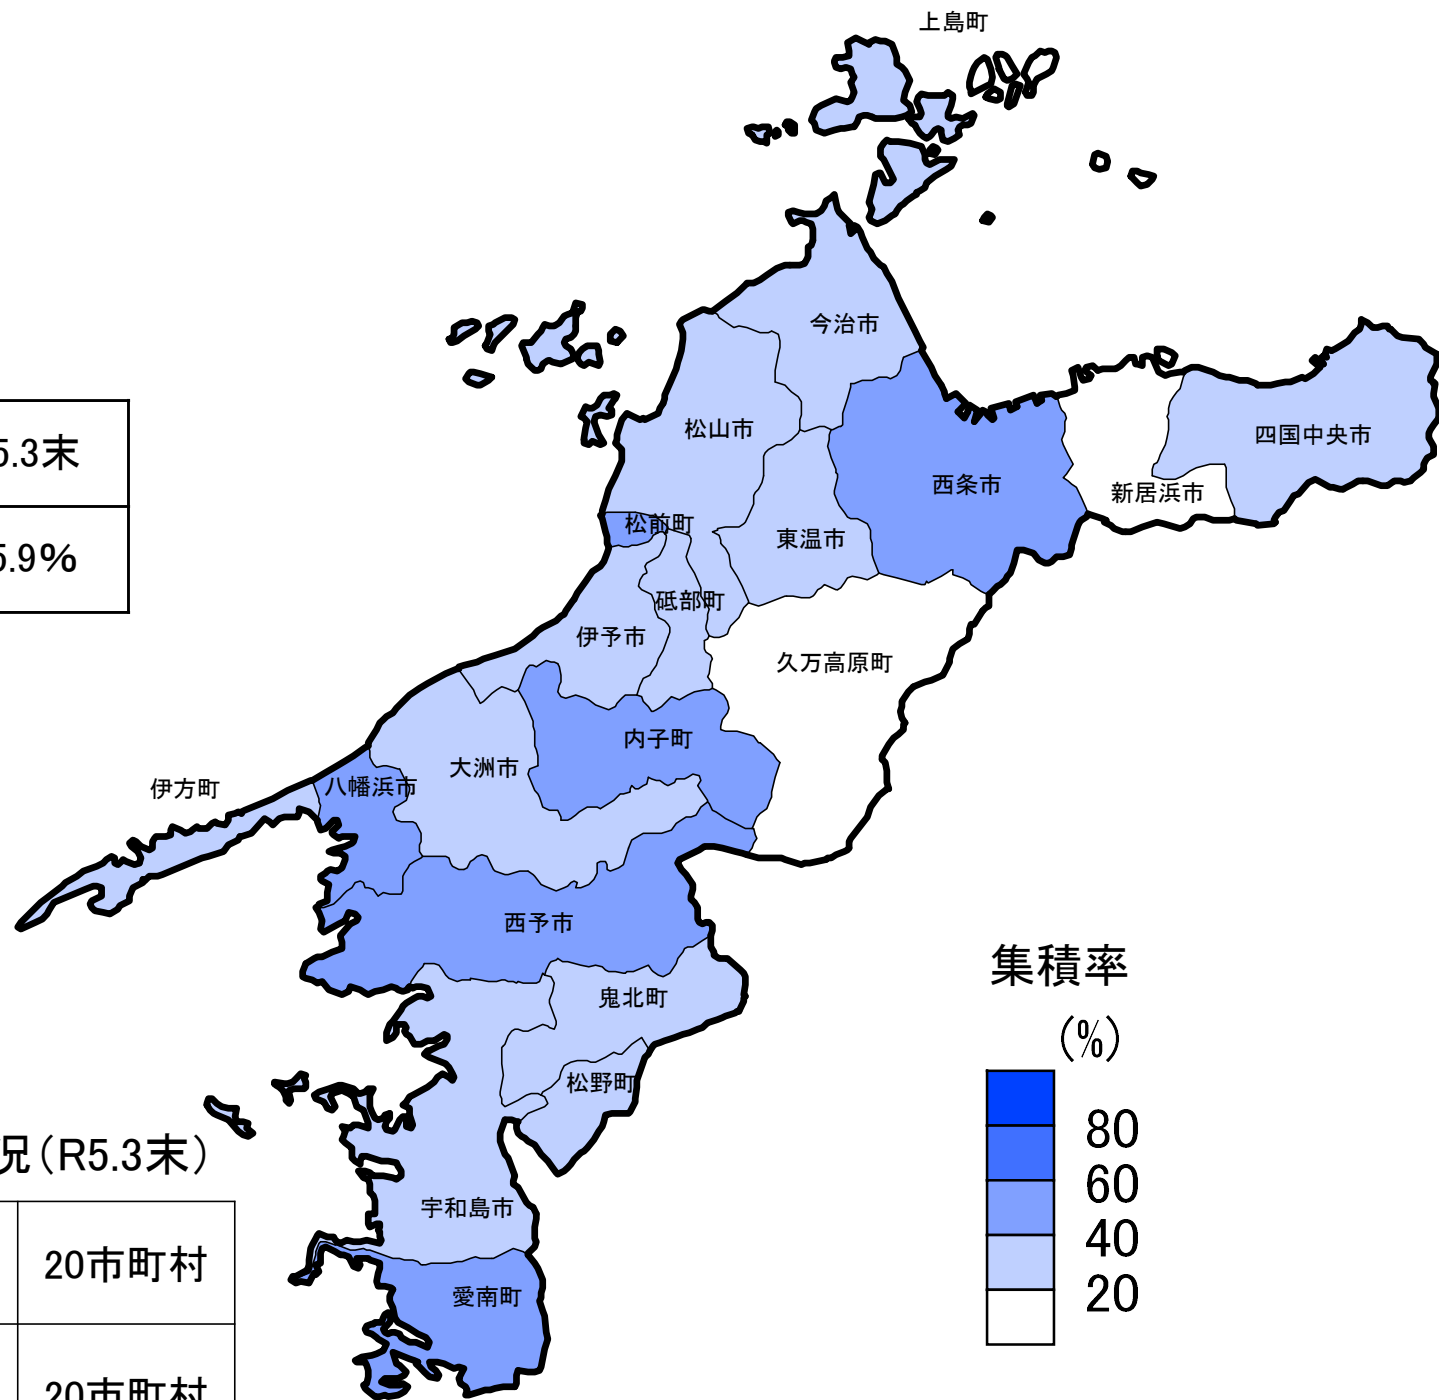 上島町
今治市
5.3末
松山市
四国中央市
西条市
新居浜市
松前町
東温市
5.9%
砥部町
伊予市
久万高原町
内子町
大洲市
伊方町
八幡浜市
西予市
集積率
鬼北町
(%)
松野町
80
況(R5.3末)
60
宇和島市
40
20市町村
愛南町
20
20市町村